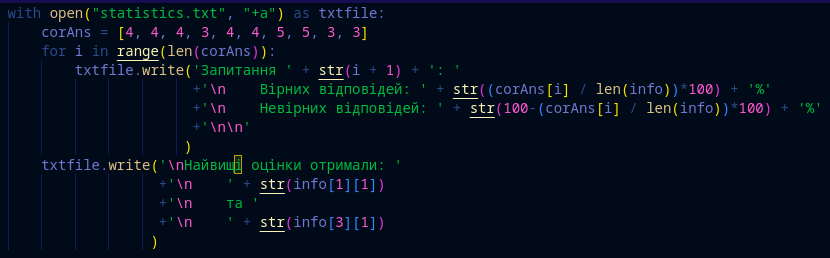 with open("statistics.txt", "+a") as txtfile:
    corAns = [4, 4, 4, 3, 4, 4, 5, 5, 3, 3]
    for i in range(len(corAns)):
        txtfile.write('Запитання ' + str(i + 1) + ': '
                      +'\n    Вірних відповідей: ' + str((corAns[i] / len(info))*100) + '%'
                      +'\n    Невірних відповідей: ' + str(100-(corAns[i] / len(info))*100) + '%'
                      +'\n\n'
                     )
    txtfile.write('\nНайвищі оцінки отримали: '
                  +'\n    ' + str(info[1][1])
                  +'\n    та '
                  +'\n    ' + str(info[3][1])
                 )